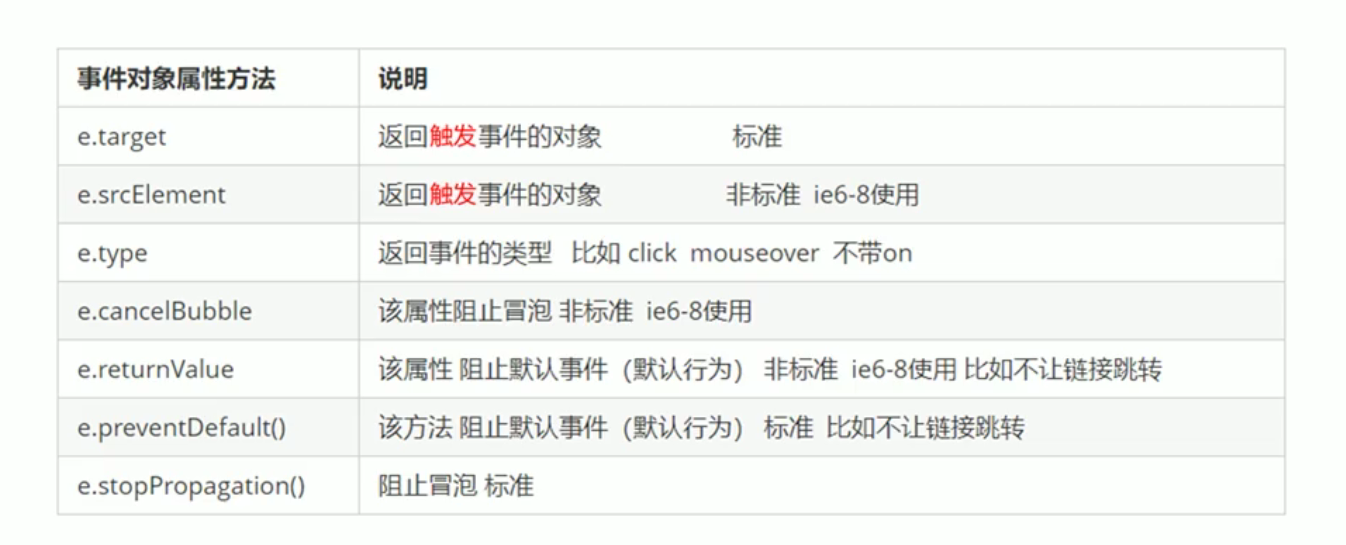 事件对象属性方法 说明
e.target 返回触发事件的对象 标准
e.srcElement 返回触发事件的对象 非标准 ie6-8使用
e.type 返回事件的类型 比如 click mouseover 不带on
e.cancelBubble 该属性阻止冒泡 非标准 ie6-8使用
e.returnValue 该属性 阻止默认事件（默认行为） 非标准 ie6-8使用 比如不让链接跳转
e.preventDefault() 该方法 阻止默认事件（默认行为） 标准 比如不让链接跳转
e.stopPropagation() 阻止冒泡 标准